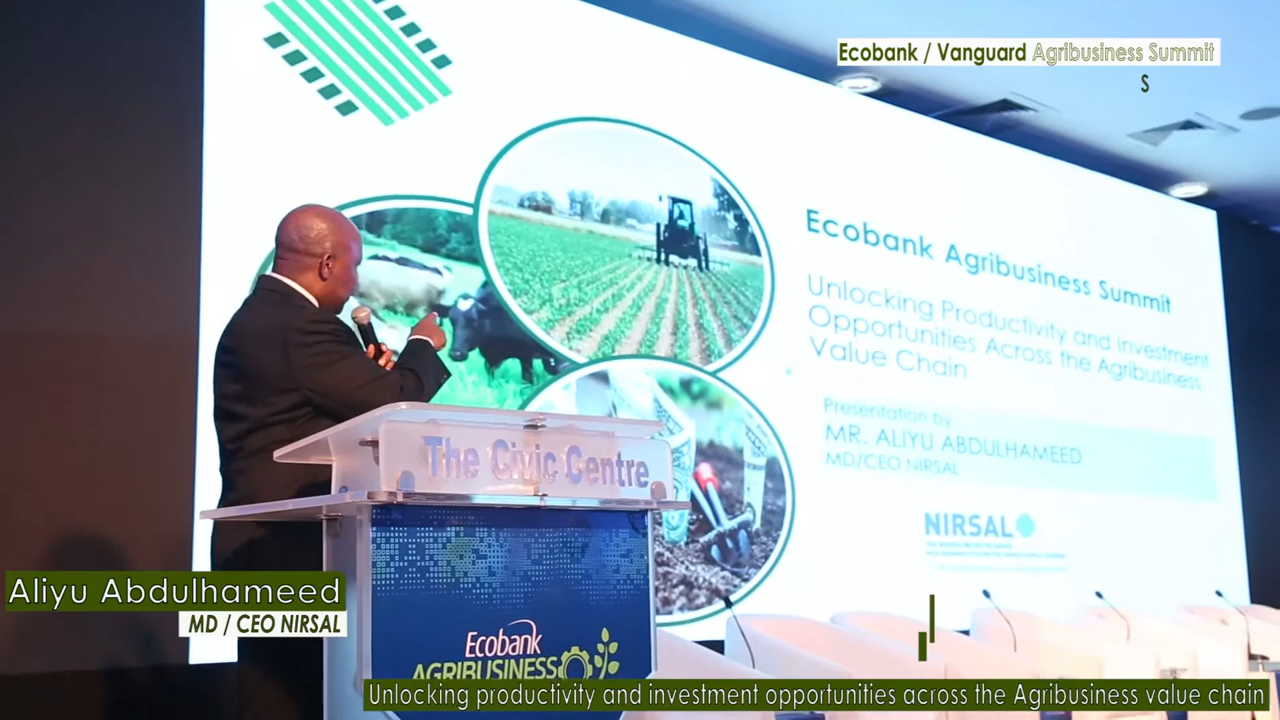 Ecobank / Vanguard Agribusiness Summit
S
Ecobank Agribusiness Summit
Unlocking Productivity and Investment
Opportunities Across the Agribusiness
Value Chain
Presentation by
MR. ALIYU ABDULHAMEED
MD/CEO NIRSAL
NIRSAL
The Civic Centre
Ecobank
AGRIBUSINESS
Aliyu Abdulhameed
MD / CEO NIRSAL
Unlocking productivity and investment opportunities across the Agribusiness value chain